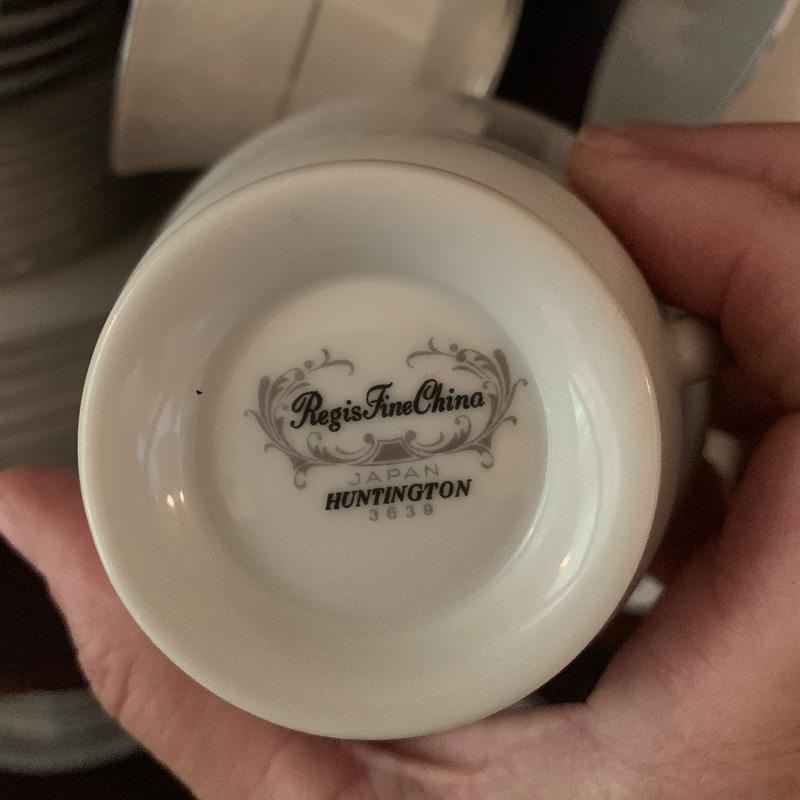 Regis Fine China
JAPAN
HUNTINGTON
3639